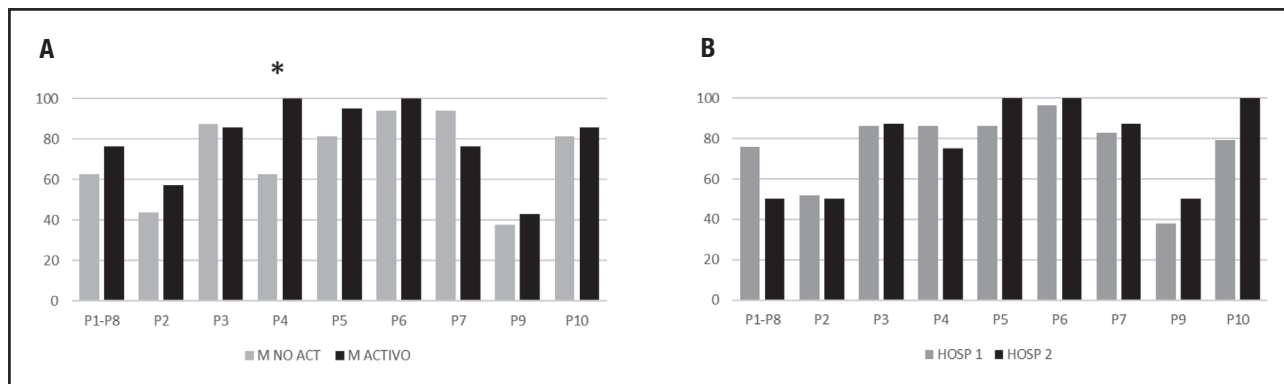 A
*
100
80
60
40
20
0
P1-P8 P2 P3 P4 P5 P6 P7 P9 P10
M NO ACT M ACTIVO
B
100
80
60
40
20
0
P1-P8 P2 P3 P4 P5 P6 P7 P9 P10
HOSP 1 HOSP 2